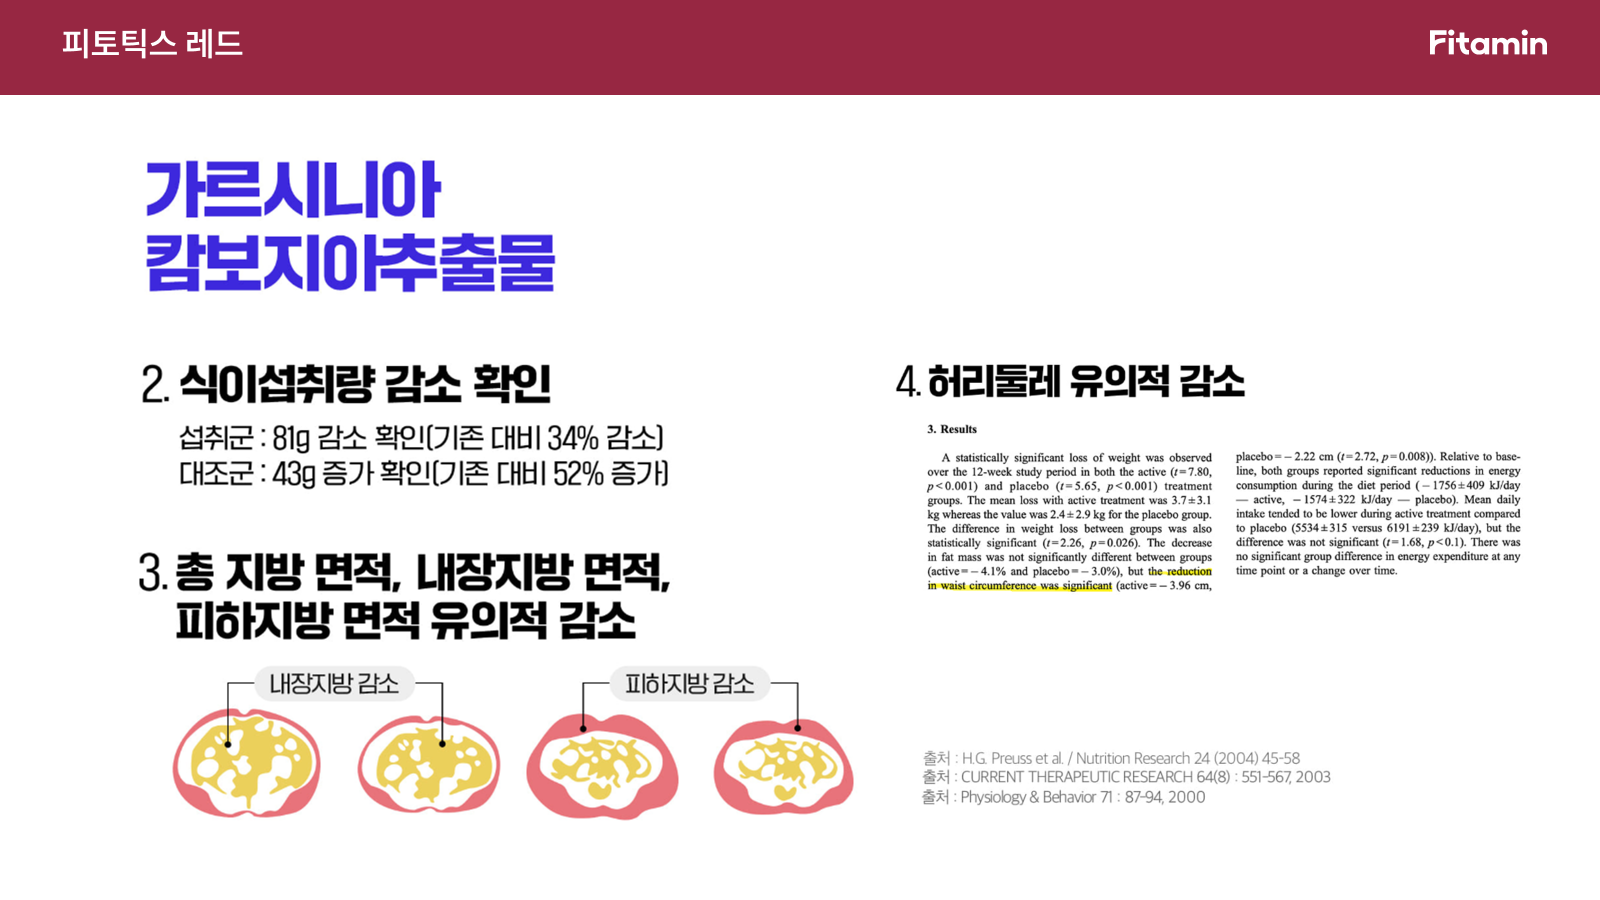 피토틱스 레드
Fitamin
가르시니아
캄보지아추출물
2. 식이섭취량 감소 확인
섭취군 : 81g 감소 확인(기존 대비 34% 감소)
대조군 : 43g 증가 확인(기존 대비 52% 증가)
3. 총 지방 면적, 내장지방 면적,
피하지방 면적 유의적 감소
내장지방 감소
피하지방 감소
4. 허리둘레 유의적 감소
3. Results
A statistically significant loss of weight was observed
over the 12-week study period in both the active (t=7.80,
p<0.001) and placebo (t=5.65, p<0.001) treatment
groups. The mean loss with active treatment was 3.7±3.1
kg whereas the value was 2.4±2.9 kg for the placebo group.
The difference in weight loss between groups was also
statistically significant (t=2.26, p=0.026). The decrease
in fat mass was not significantly different between groups
(active=−4.1% and placebo=−3.0%), but the reduction
in waist circumference was significant (active=−3.96 cm,
placebo=−2.22 cm (t=2.72, p=0.008)). Relative to base-
line, both groups reported significant reductions in energy
consumption during the diet period (−1756±409 kJ/day
— active, −1574±322 kJ/day — placebo). Mean daily
intake tended to be lower during active treatment compared
to placebo (5534±315 versus 6191±239 kJ/day), but the
difference was not significant (t=1.68, p<0.1). There was
no significant group difference in energy expenditure at any
time point or a change over time.
출처 : H.G. Preuss et al. / Nutrition Research 24 (2004) 45-58
출처 : CURRENT THERAPEUTIC RESEARCH 64(8) : 551-567, 2003
출처 : Physiology & Behavior 71 : 87-94, 2000